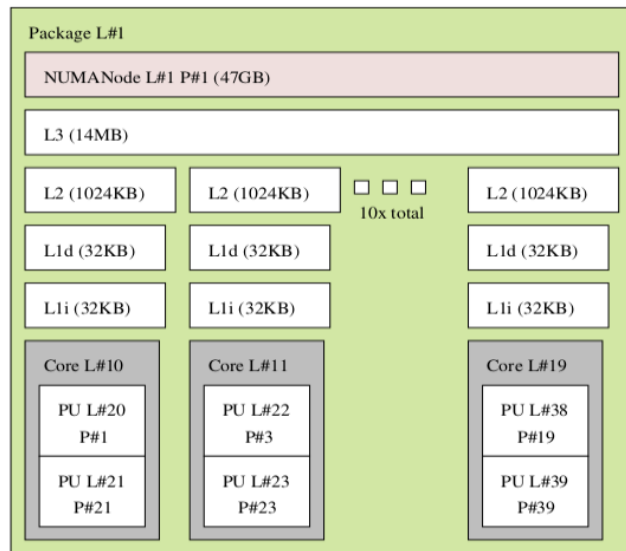 Package L#1
NUMANode L#1 P#1 (47GB)
L3 (14MB)
L2 (1024KB)
L2 (1024KB)
10x total
L2 (1024KB)
L1d (32KB)
L1d (32KB)
L1d (32KB)
L1i (32KB)
L1i (32KB)
L1i (32KB)
Core L#10
PU L#20
P#1
PU L#21
P#21
Core L#11
PU L#22
P#3
PU L#23
P#23
Core L#19
PU L#38
P#19
PU L#39
P#39